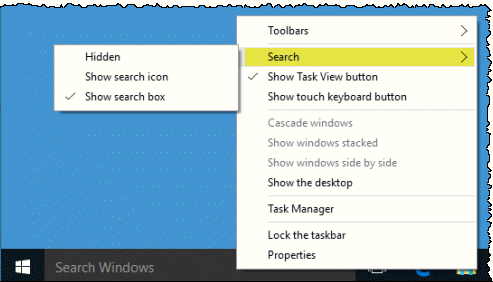 Toolbars
Search
Show Task View button
Show touch keyboard button
Cascade windows
Show windows stacked
Show windows side by side
Show the desktop
Task Manager
Lock the taskbar
Properties
Hidden
Show search icon
Show search box
Search Windows